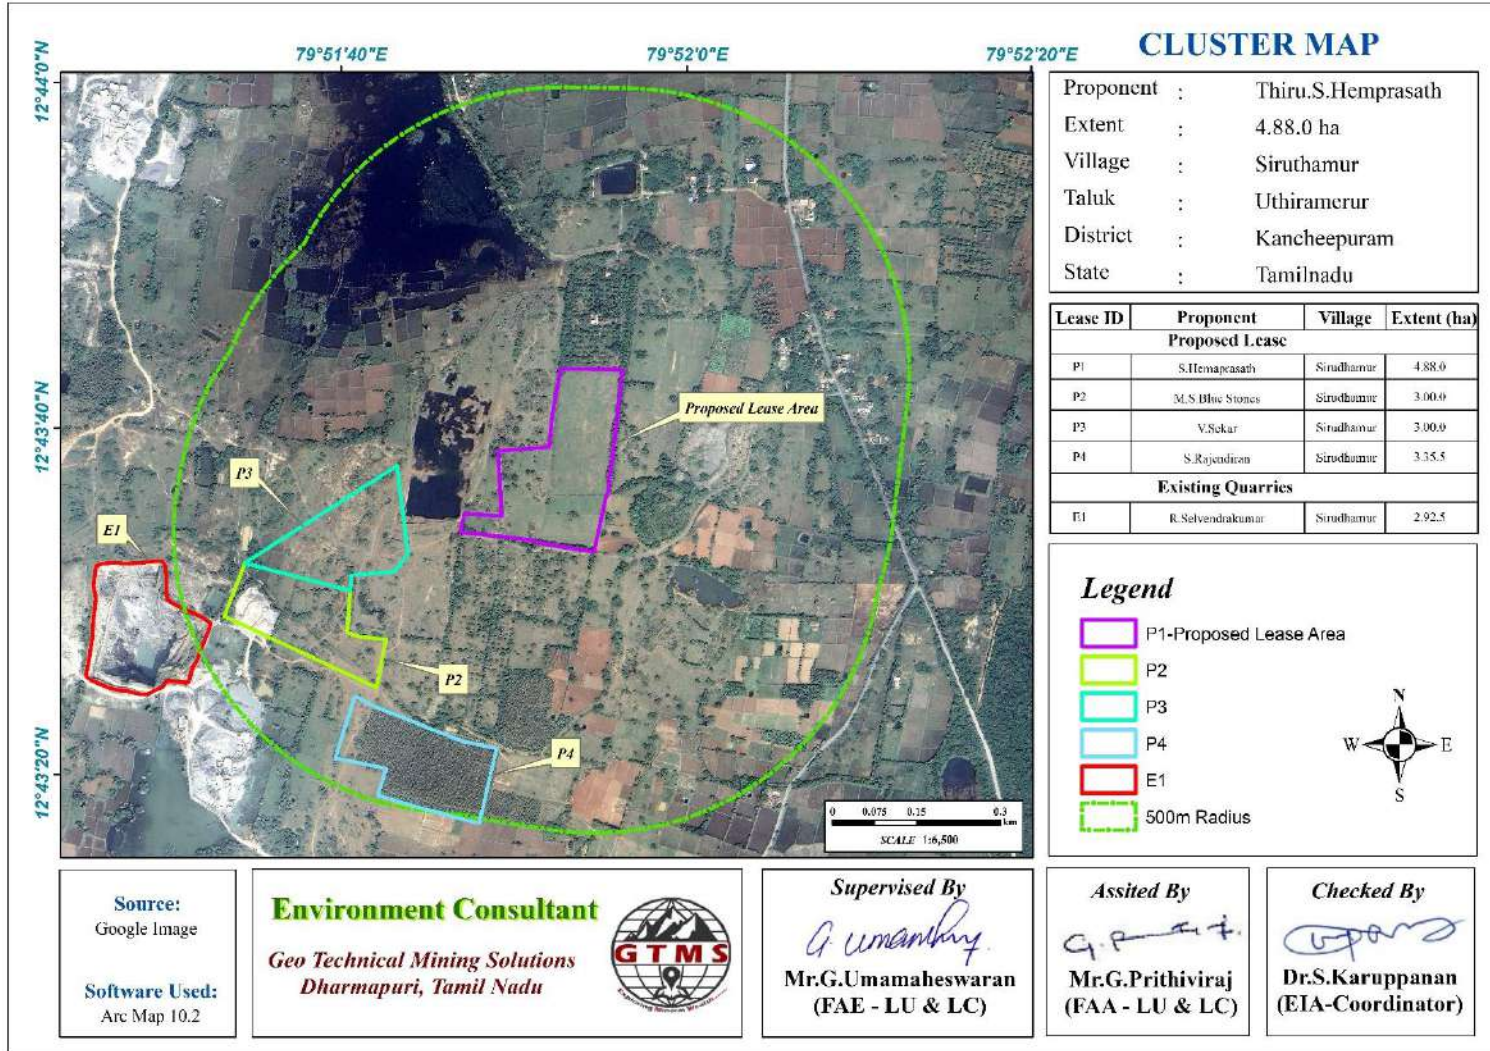 CLUSTER MAP
79°51'40"E 79°52'0"E 79°52'20"E
12°44'0"N
12°43'40"N
12°43'20"N
Proposed Lease Area
P3
E1
P2
P4
0 0.075 0.15 0.3
km
SCALE 1:6,500
Proponent : Thiru.S.Hemprasath
Extent : 4.88.0 ha
Village : Siruthamur
Taluk : Uthiramerur
District : Kancheepuram
State : Tamilnadu
Lease ID Proponent Village Extent (ha)
Proposed Lease
P1 S.Hemaprasath Sirudhamur 4.88.0
P2 M.S.Blue Stones Sirudhamur 3.00.0
P3 V.Sekar Sirudhamur 3.00.0
P4 S.Rajendiran Sirudhamur 3.35.5
Existing Quarries
E1 R.Selvendrakumar Sirudhamur 2.92.5
Legend
P1-Proposed Lease Area
P2
P3
P4
E1
500m Radius
N
W E
S
Source:
Google Image
Software Used:
Arc Map 10.2
Environment Consultant
Geo Technical Mining Solutions
Dharmapuri, Tamil Nadu
GTMS
Supervised By
G. Umamhy.
Mr.G.Umamaheswaran
(FAE - LU & LC)
Assited By
Mr.G.Prithiviraj
(FAA - LU & LC)
Checked By
Dr.S.Karuppanan
(EIA-Coordinator)